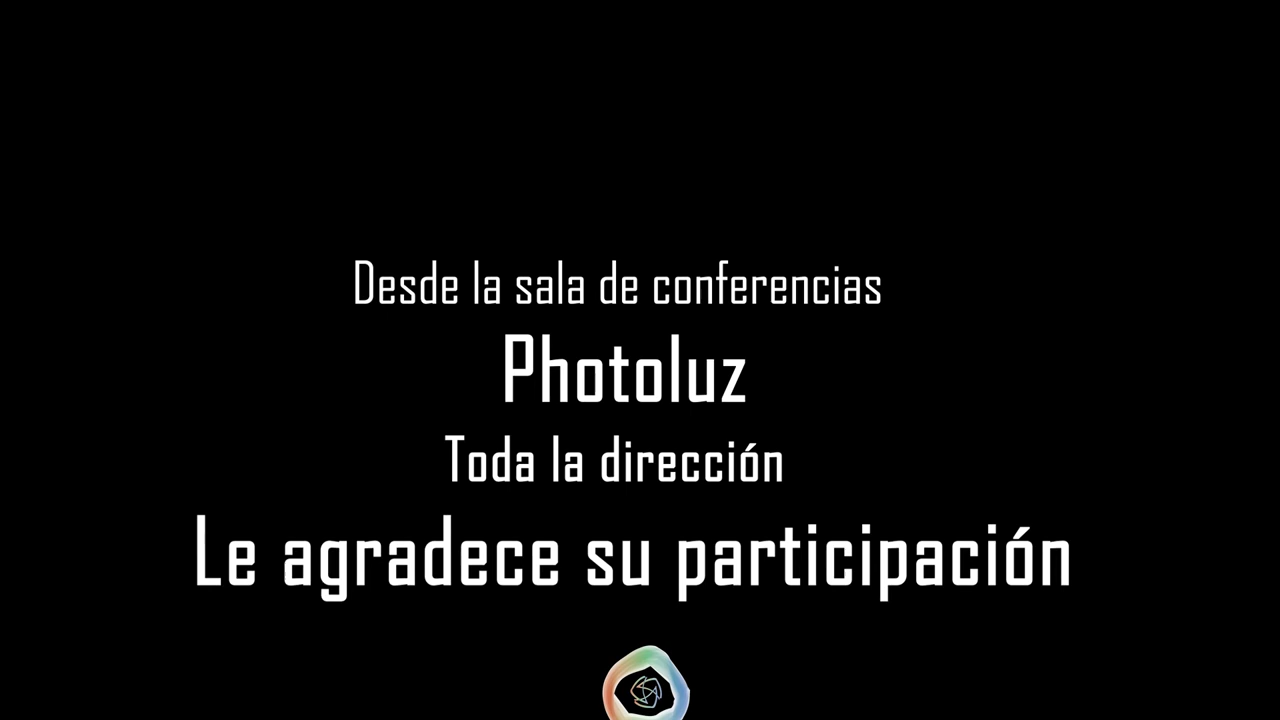 Desde la sala de conferencias
Photoluz
Toda la dirección
Le agradece su participación